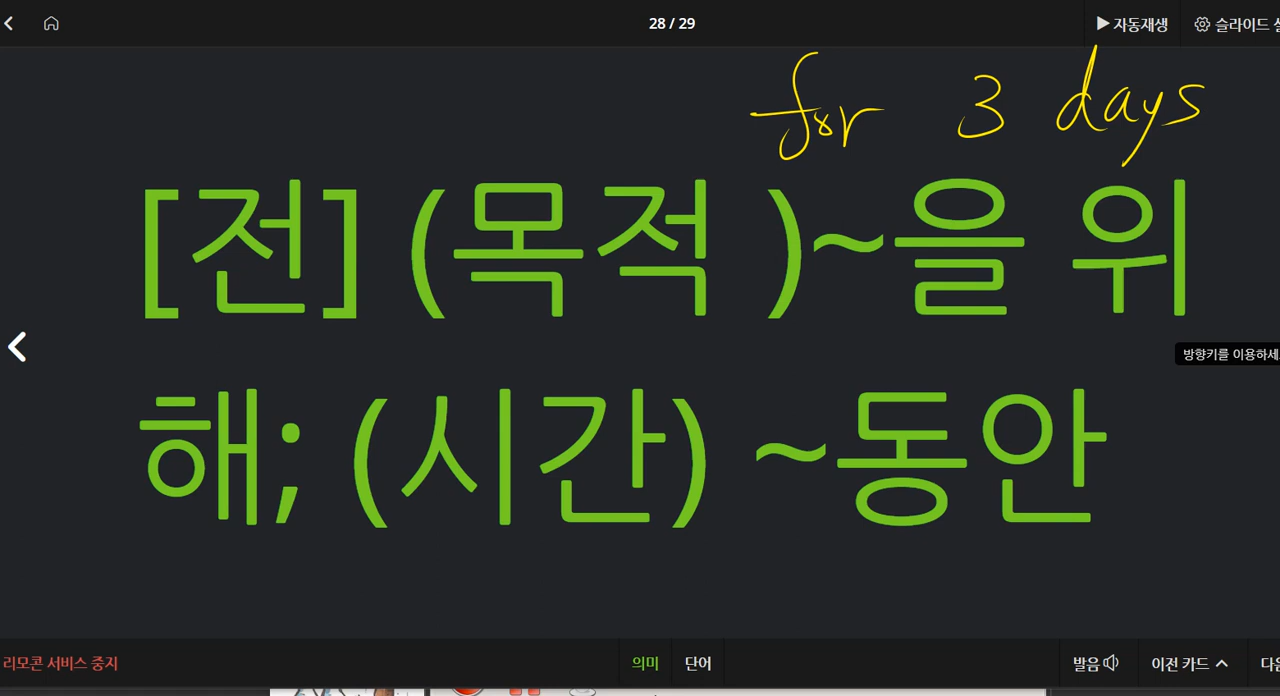 28 / 29
자동재생
슬라이드
for 3 days
[전] (목적 )~을 위
해; (시간) ~동안
방향키를 이용하세
리모콘 서비스 중지
의미 단어
발음 이전 카드